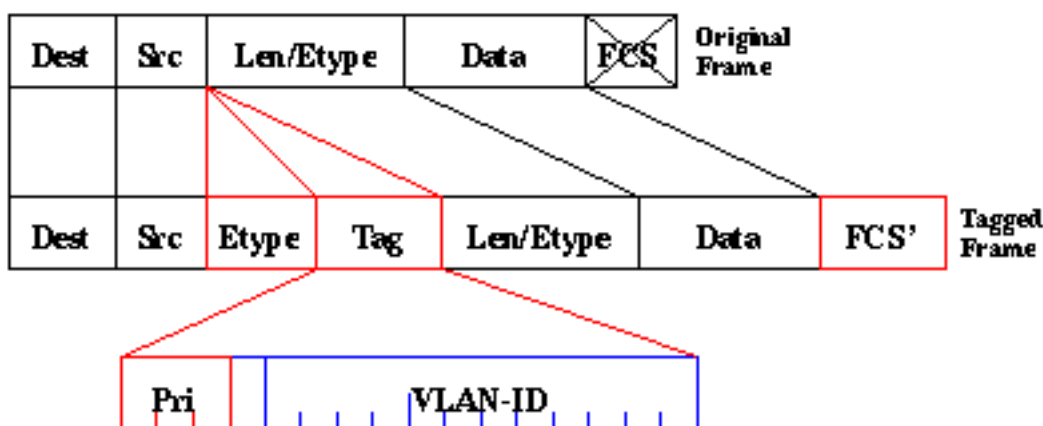 Dest Src Len/Etype Data FCS Original
Frame
Dest Src Etype Tag Len/Etype Data FCS’ Tagged
Frame
Pri VLAN-ID